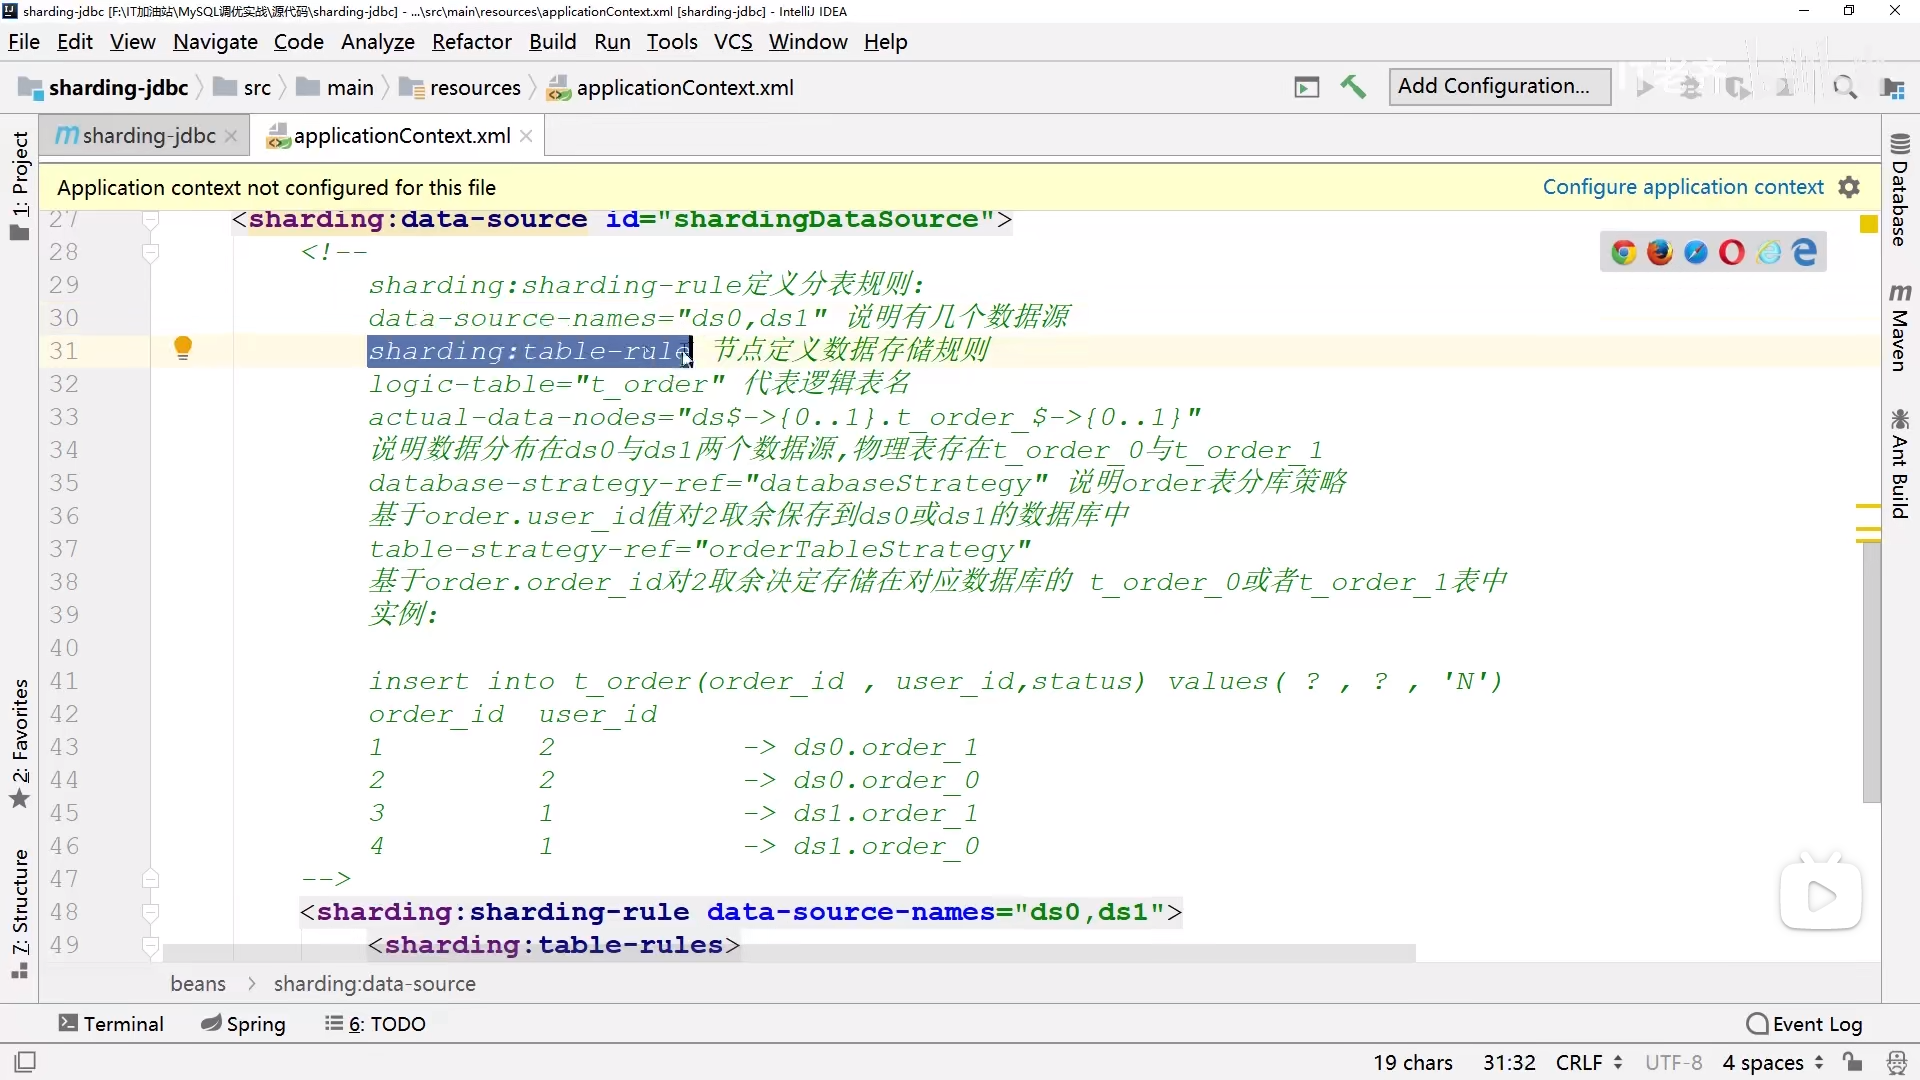 sharding-jdbc [F:\IT加油站\MySQL调优实战\源代码\sharding-jdbc] - ...\src\main\resources\applicationContext.xml [sharding-jdbc] - IntelliJ IDEA
File Edit View Navigate Code Analyze Refactor Build Run Tools VCS Window Help
sharding-jdbc src main resources applicationContext.xml Add Configuration... IT老齐
sharding-jdbc applicationContext.xml
Application context not configured for this file Configure application context
27 <sharding:data-source id="shardingDataSource">
28 <!--
29 sharding:sharding-rule定义分表规则:
30 data-source-names="ds0,ds1" 说明有几个数据源
31 sharding:table-rule 节点定义数据存储规则
32 logic-table="t_order" 代表逻辑表名
33 actual-data-nodes="ds$->{0..1}.t_order_$->{0..1}"
34 说明数据分布在ds0与ds1两个数据源,物理表存在t_order_0与t_order_1
35 database-strategy-ref="databaseStrategy" 说明order表分库策略
36 基于order.user_id值对2取余保存到ds0或ds1的数据库中
37 table-strategy-ref="orderTableStrategy"
38 基于order.order_id对2取余决定存储在对应数据库的 t_order_0或者t_order_1表中
39 实例:
40
41 insert into t_order(order_id , user_id,status) values( ? , ? , 'N')
42 order_id user_id
43 1 2 -> ds0.order_1
44 2 2 -> ds0.order_0
45 3 1 -> ds1.order_1
46 4 1 -> ds1.order_0
47 -->
48 <sharding:sharding-rule data-source-names="ds0,ds1">
49 <sharding:table-rules>
beans sharding:data-source
1: Project
2: Favorites
7: Structure
Database
Maven
Ant Build
Terminal Spring 6: TODO Event Log
19 chars 31:32 CRLF UTF-8 4 spaces